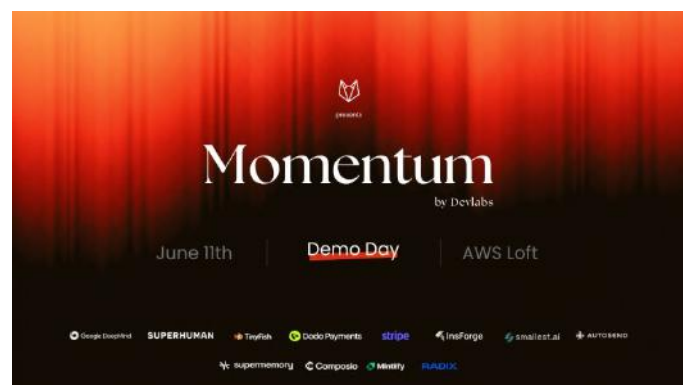 presents
Momentum
by Devlabs
June 11th
Demo Day
AWS Loft
Google DeepMind SUPERHUMAN TinyFish Dodo Payments stripe InsForge smallest.ai AUTOSEND
supermemory Composio Mintlify RADIX